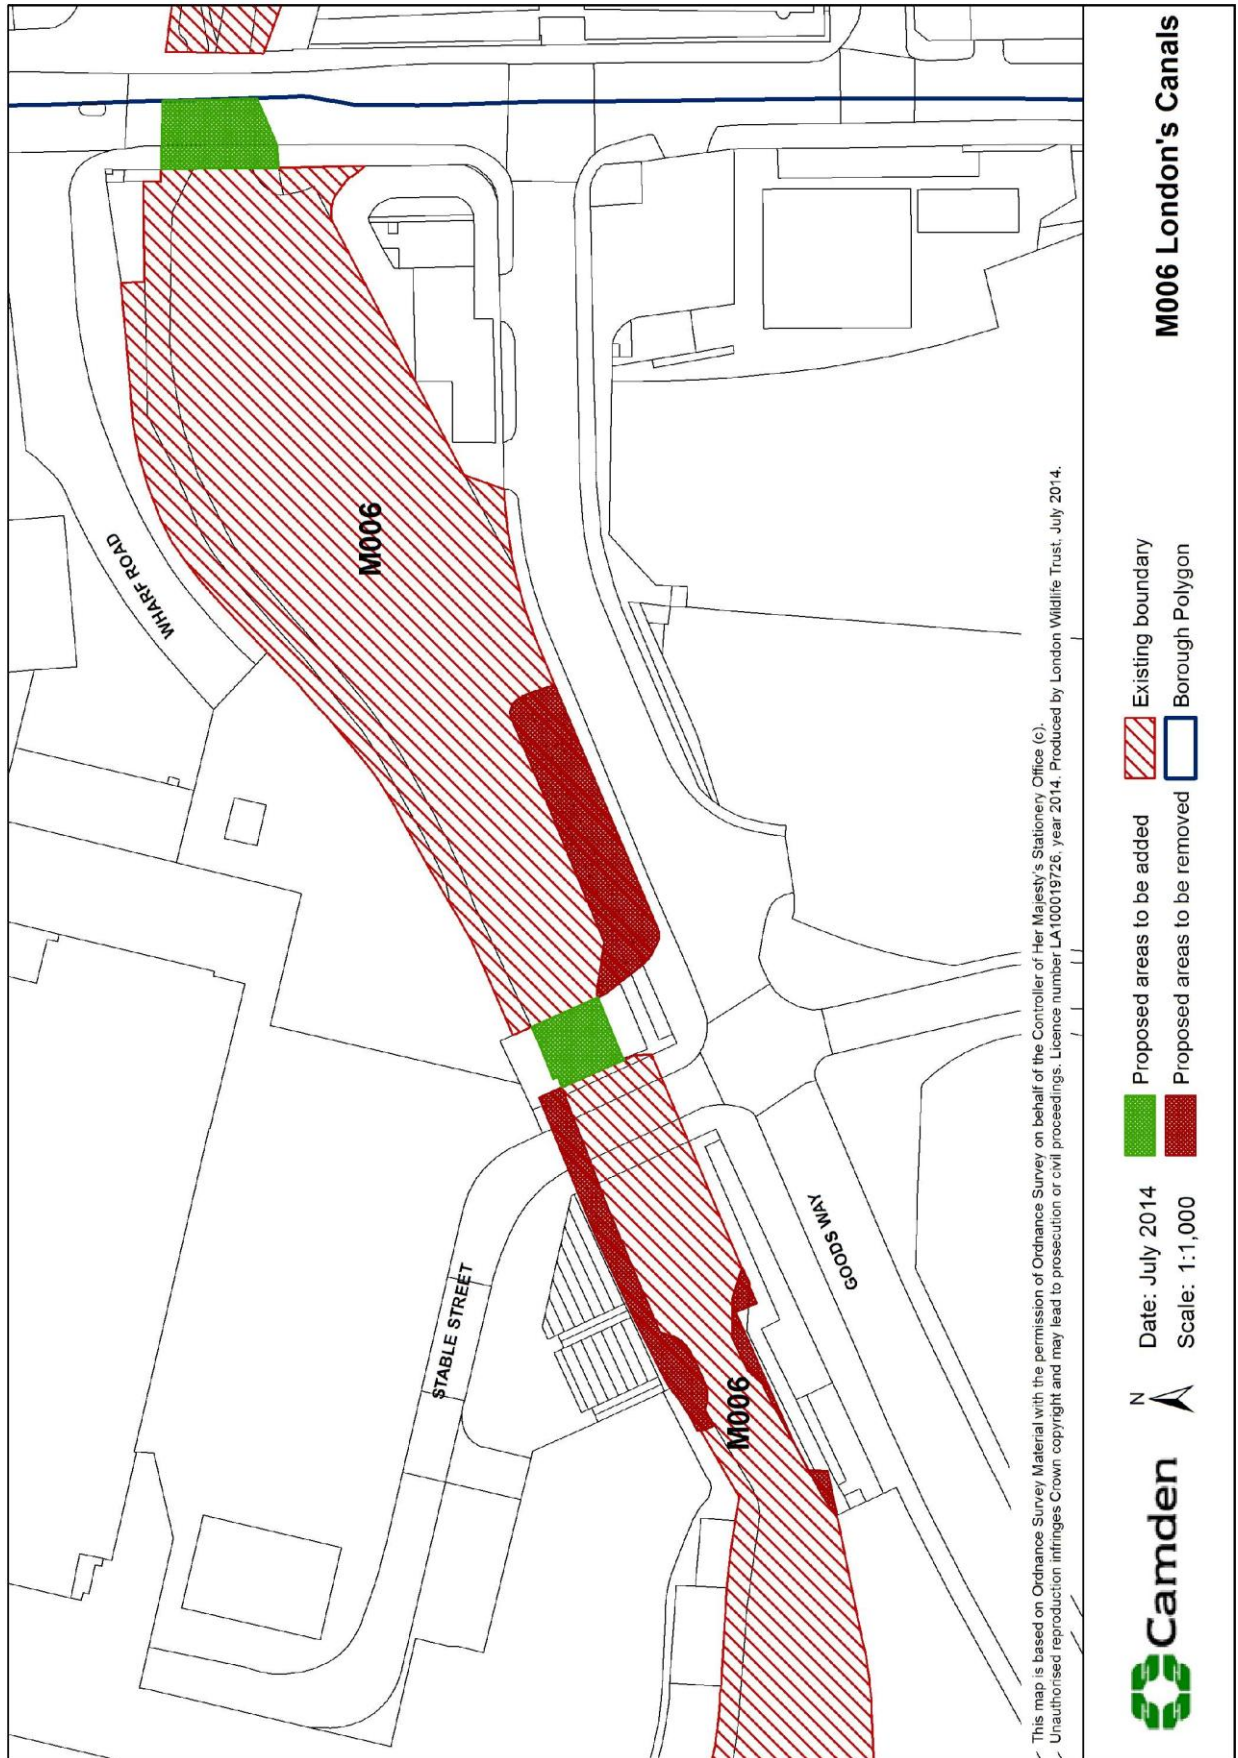 WHARF ROAD
M006
STABLE STREET
GOODS WAY
M006
This map is based on Ordnance Survey Material with the permission of Ordnance Survey on behalf of the Controller of Her Majesty's Stationery Office (c).
Unauthorised reproduction infringes Crown copyright and may lead to prosecution or civil proceedings. Licence number LA100019726, year 2014. Produced by London Wildlife Trust, July 2014.
Camden
N
Date: July 2014
Scale: 1:1,000
Proposed areas to be added
Proposed areas to be removed
Existing boundary
Borough Polygon
M006 London's Canals